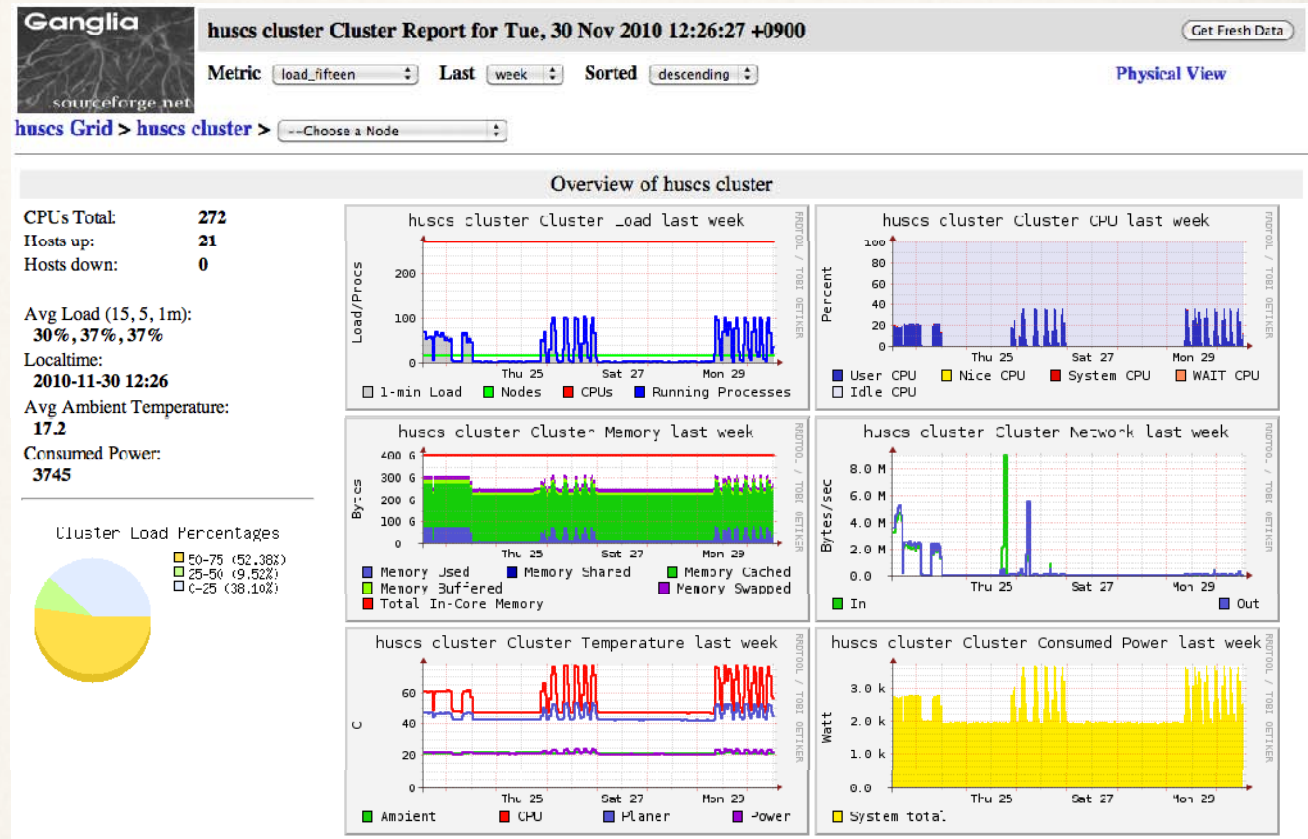 Ganglia
sourceforge.net
huscs cluster Cluster Report for Tue, 30 Nov 2010 12:26:27 +0900
Get Fresh Data
Metric load_fifteen Last week Sorted descending
Physical View
huscs Grid > huscs cluster > --Choose a Node
Overview of huscs cluster
CPUs Total: 272
Hosts up: 21
Hosts down: 0
Avg Load (15, 5, 1m):
30%, 37%, 37%
Localtime:
2010-11-30 12:26
Avg Ambient Temperature:
17.2
Consumed Power:
3745
Cluster Load Percentages
50-75 (52.38%)
25-50 (9.52%)
0-25 (38.10%)
huscs cluster Cluster Load last week
Load/Procs
200
100
0
Thu 25 Sat 27 Mon 29
1-min Load Nodes CPUs Running Processes
RRDTOOL / TOBI OETIKER
huscs cluster Cluster CPU last week
Percent
100
80
60
40
20
0
Thu 25 Sat 27 Mon 29
User CPU Nice CPU System CPU WAIT CPU
Idle CPU
RRDTOOL / TOBI OETIKER
huscs cluster Cluster Memory last week
Bytes
400 G
300 G
200 G
100 G
0
Thu 25 Sat 27 Mon 29
Memory Used Memory Shared Memory Cached
Memory Buffered Memory Swapped
Total In-Core Memory
RRDTOOL / TOBI OETIKER
huscs cluster Cluster Network last week
Bytes/sec
8.0 M
6.0 M
4.0 M
2.0 M
0.0
Thu 25 Sat 27 Mon 29
In Out
RRDTOOL / TOBI OETIKER
huscs cluster Cluster Temperature last week
C
60
40
20
0
Thu 25 Sat 27 Mon 29
Ambient CPU Planer Power
RRDTOOL / TOBI OETIKER
huscs cluster Cluster Consumed Power last week
Watt
3.0 k
2.0 k
1.0 k
0.0
Thu 25 Sat 27 Mon 29
System total
RRDTOOL / TOBI OETIKER